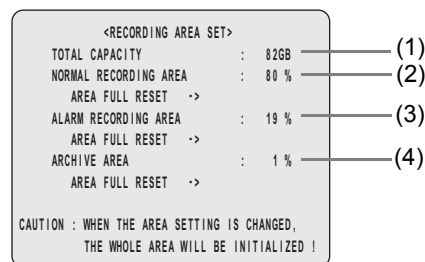 <RECORDING AREA SET>
TOTAL CAPACITY : 82GB (1)
NORMAL RECORDING AREA : 80 % (2)
AREA FULL RESET ->
ALARM RECORDING AREA : 19 % (3)
AREA FULL RESET ->
ARCHIVE AREA : 1 % (4)
AREA FULL RESET ->
CAUTION : WHEN THE AREA SETTING IS CHANGED,
THE WHOLE AREA WILL BE INITIALIZED !